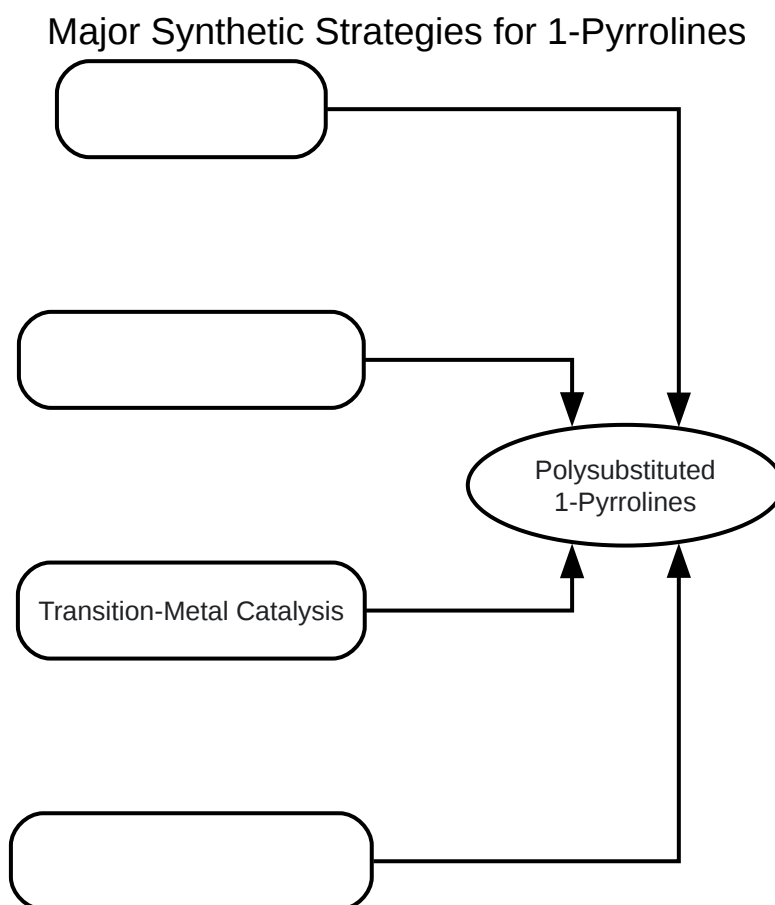 Major Synthetic Strategies for 1-Pyrrolines
Polysubstituted
1-Pyrrolines
Transition-Metal Catalysis